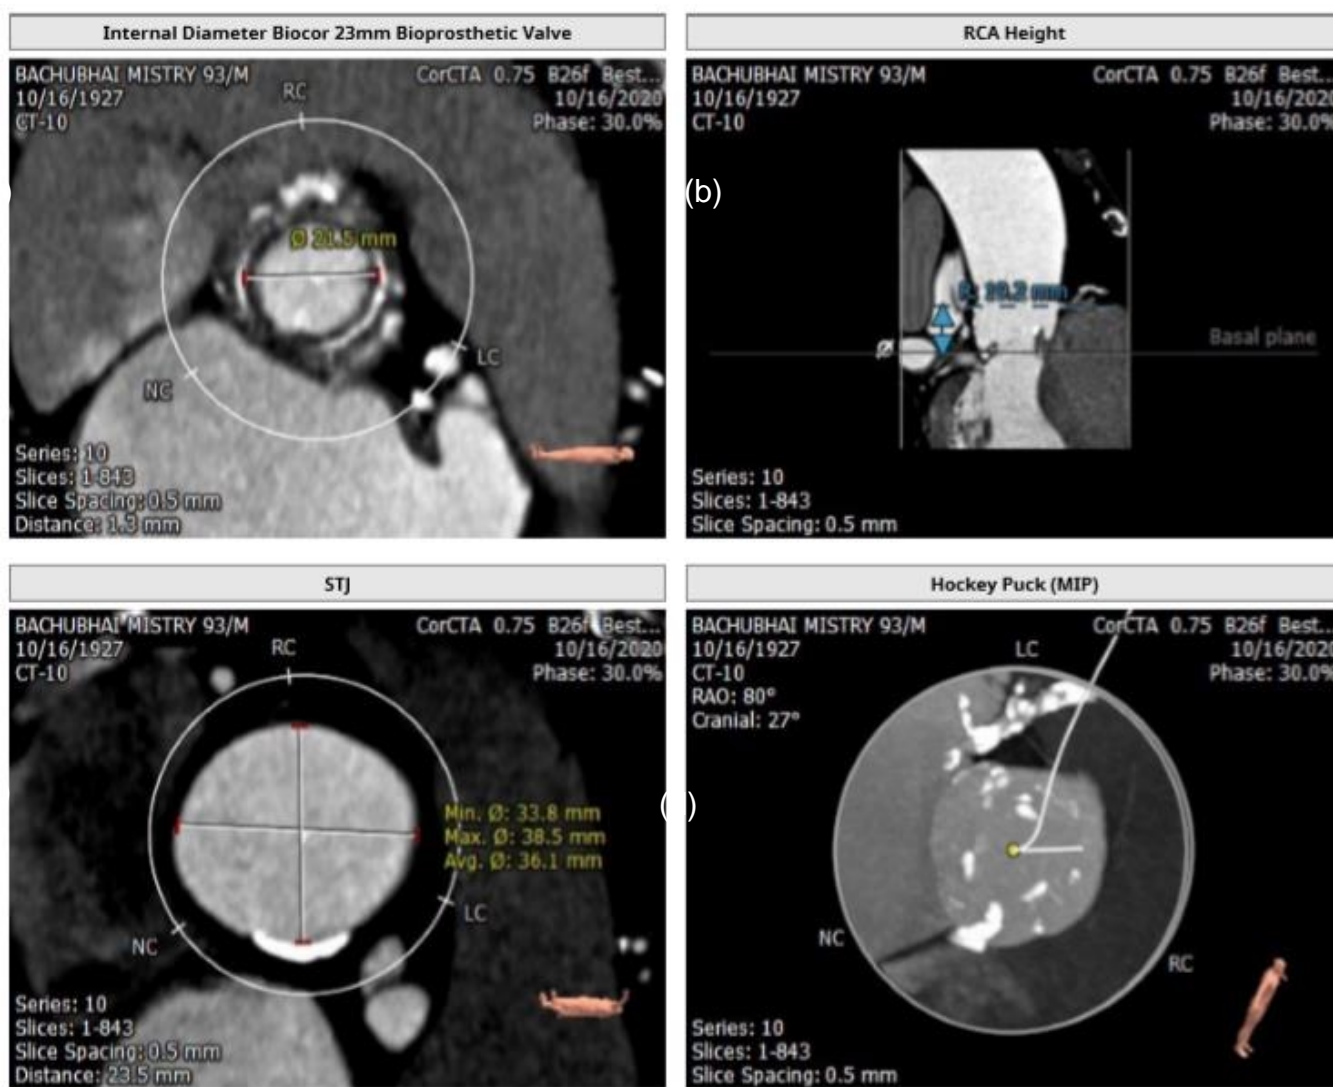 Internal Diameter Biocor 23mm Bioprosthetic Valve
BACHUBHAI MISTRY 93/M
10/16/1927
CT-10
CorCTA 0.75 B26f Best...
10/16/2020
Phase: 30.0%
RC
Ø 21.5 mm
LC
NC
Series: 10
Slices: 1-843
Slice Spacing: 0.5 mm
Distance: 1.3 mm
RCA Height
BACHUBHAI MISTRY 93/M
10/16/1927
CT-10
CorCTA 0.75 B26f Best...
10/16/2020
Phase: 30.0%
(b)
mm
Basal plane
Ø
Series: 10
Slices: 1-843
Slice Spacing: 0.5 mm
STJ
BACHUBHAI MISTRY 93/M
10/16/1927
CT-10
CorCTA 0.75 B26f Best...
10/16/2020
Phase: 30.0%
RC
Min. Ø: 33.8 mm
Max. Ø: 38.5 mm
Avg. Ø: 36.1 mm
LC
NC
Series: 10
Slices: 1-843
Slice Spacing: 0.5 mm
Distance: 23.5 mm
Hockey Puck (MIP)
BACHUBHAI MISTRY 93/M
10/16/1927
CT-10
RAO: 80°
Cranial: 27°
CorCTA 0.75 B26f Best...
10/16/2020
Phase: 30.0%
LC
NC
RC
Series: 10
Slices: 1-843
Slice Spacing: 0.5 mm